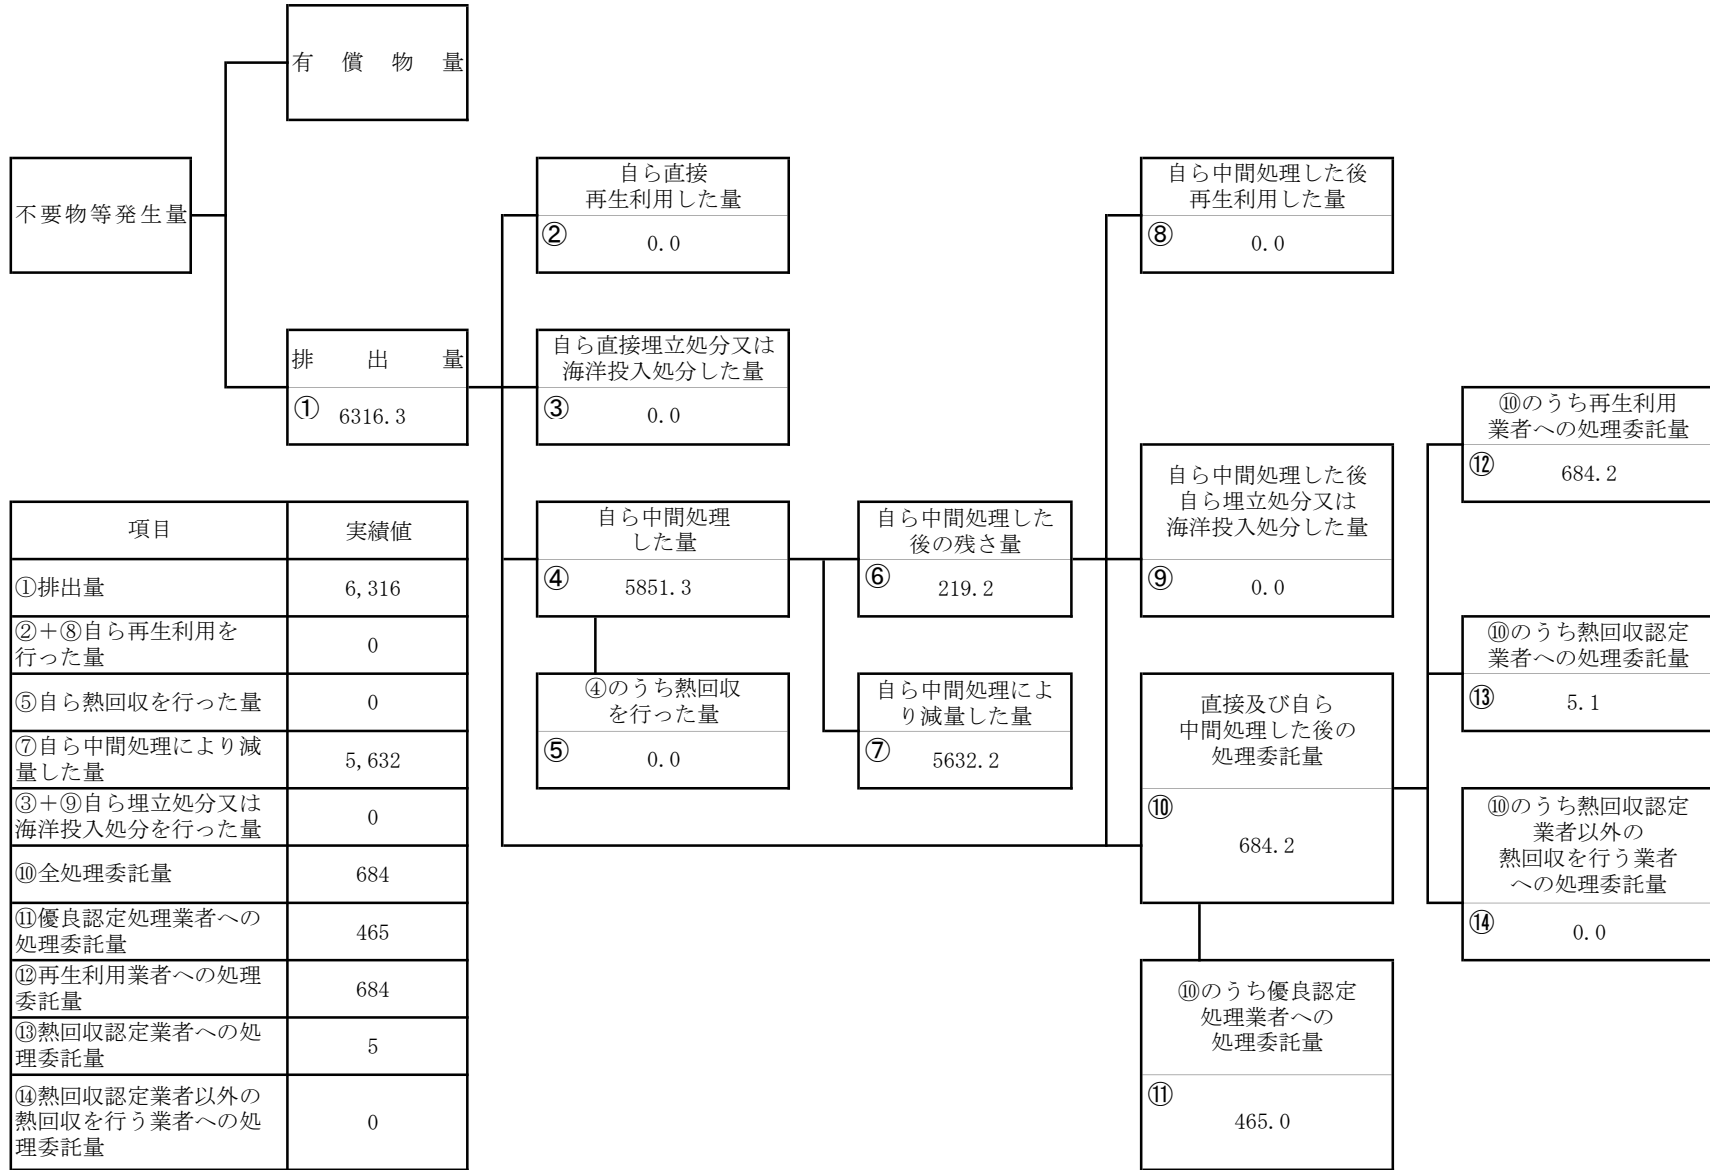 有償物量
不要物等発生量
排出量
① 6316.3
自ら直接
再生利用した量
② 0.0
自ら直接埋立処分又は
海洋投入処分した量
③ 0.0
自ら中間処理
した量
④ 5851.3
④のうち熱回収
を行った量
⑤ 0.0
自ら中間処理した
後の残さ量
⑥ 219.2
自ら中間処理によ
り減量した量
⑦ 5632.2
自ら中間処理した後
再生利用した量
⑧ 0.0
自ら中間処理した後
自ら埋立処分又は
海洋投入処分した量
⑨ 0.0
直接及び自ら
中間処理した後の
処理委託量
⑩ 684.2
⑩のうち優良認定
処理業者への
処理委託量
⑪ 465.0
⑩のうち再生利用
業者への処理委託量
⑫ 684.2
⑩のうち熱回収認定
業者への処理委託量
⑬ 5.1
⑩のうち熱回収認定
業者以外の
熱回収を行う業者
への処理委託量
⑭ 0.0
項目 実績値
①排出量 6,316
②＋⑧自ら再生利用を
行った量 0
⑤自ら熱回収を行った量 0
⑦自ら中間処理により減
量した量 5,632
③＋⑨自ら埋立処分又は
海洋投入処分を行った量 0
⑩全処理委託量 684
⑪優良認定処理業者への
処理委託量 465
⑫再生利用業者への処理
委託量 684
⑬熱回収認定業者への処
理委託量 5
⑭熱回収認定業者以外の
熱回収を行う業者への処
理委託量 0